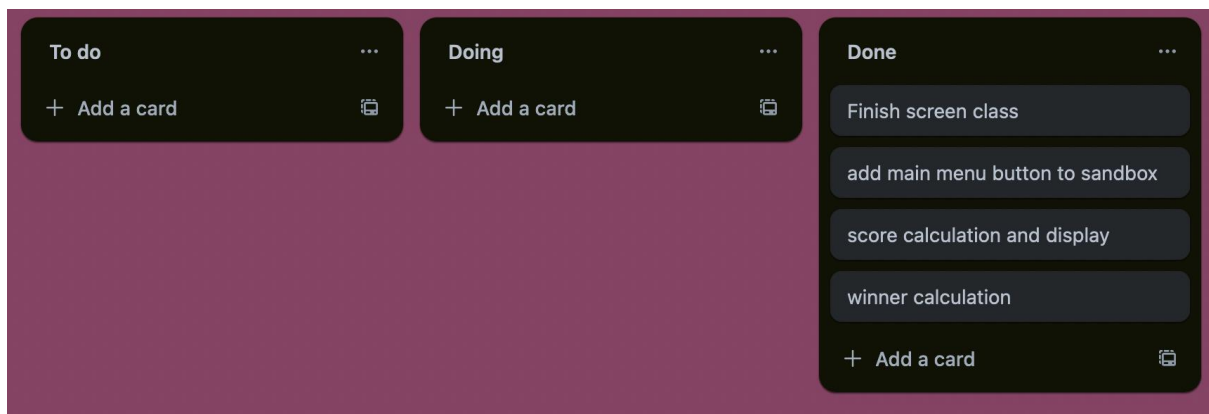 To do
Add a card
Doing
Add a card
Done
Finish screen class
add main menu button to sandbox
score calculation and display
winner calculation
Add a card